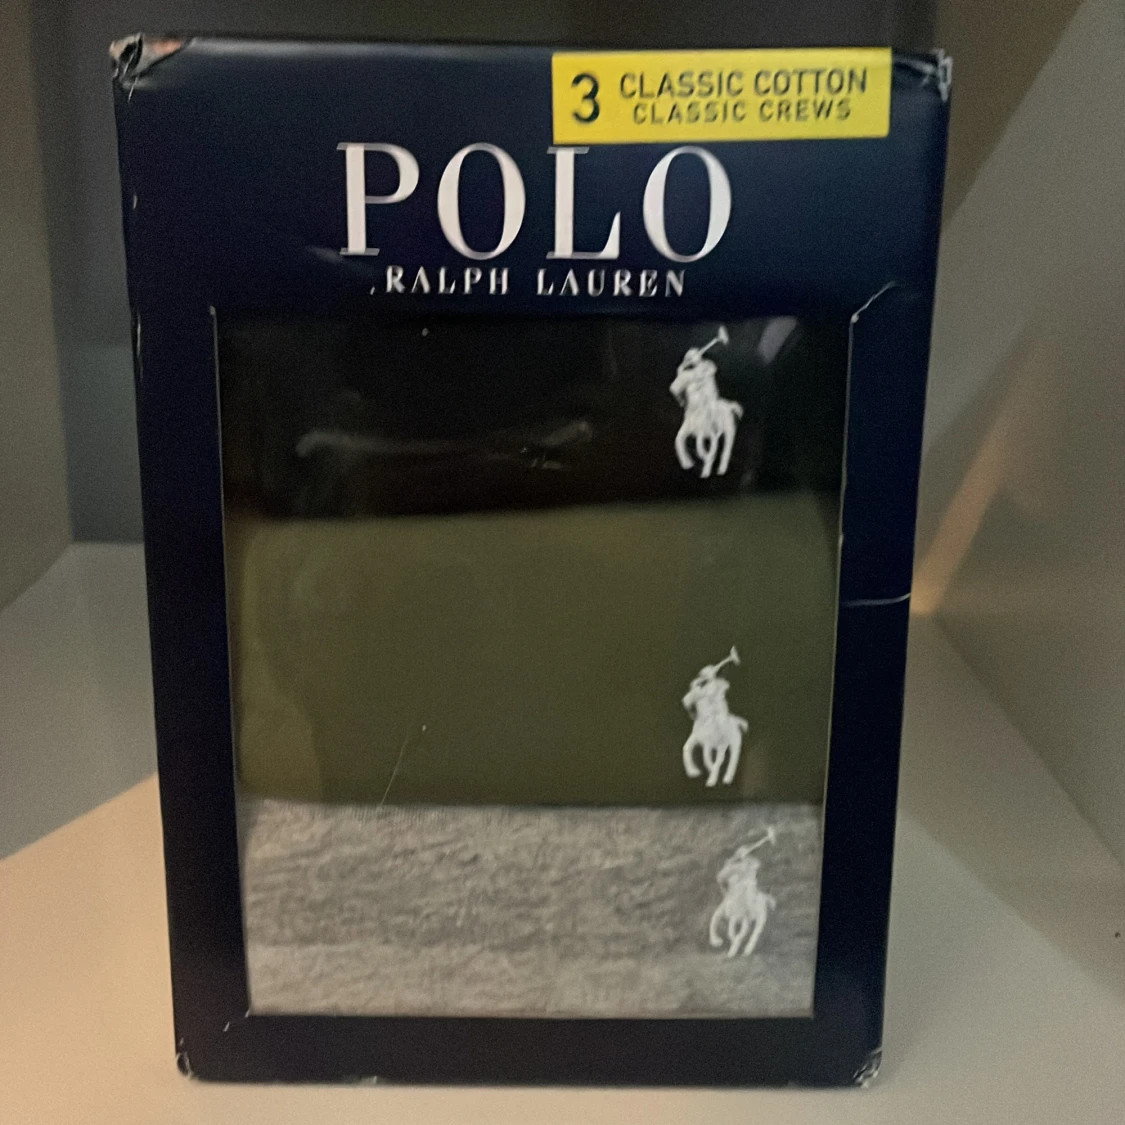 3 CLASSIC COTTON
CLASSIC CREWS
POLO
RALPH LAUREN